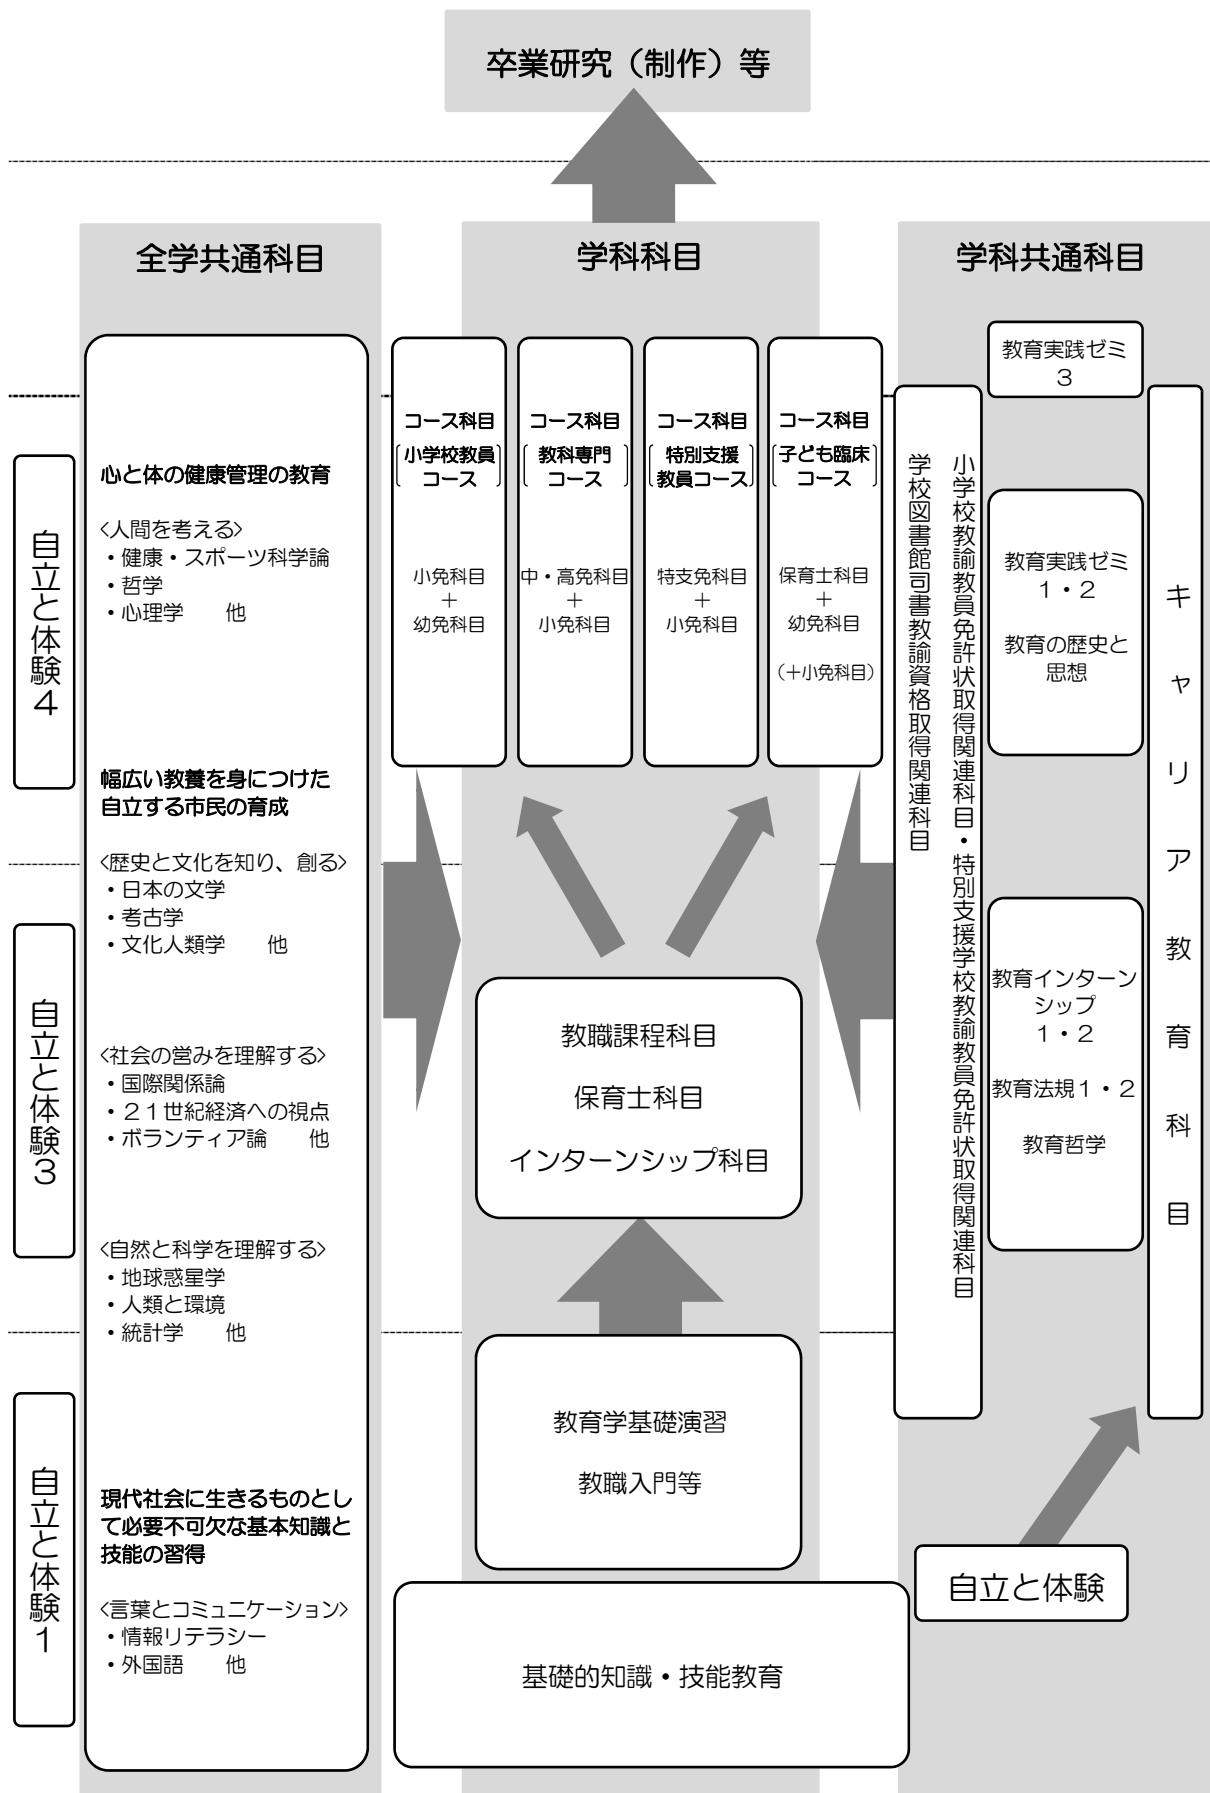 卒業研究（制作）等
全学共通科目
学科科目
学科共通科目
自立と体験４
自立と体験３
自立と体験１
心と体の健康管理の教育
〈人間を考える〉
・健康・スポーツ科学論
・哲学
・心理学　　他
幅広い教養を身につけた
自立する市民の育成
〈歴史と文化を知り、創る〉
・日本の文学
・考古学
・文化人類学　　他
〈社会の営みを理解する〉
・国際関係論
・２１世紀経済への視点
・ボランティア論　　他
〈自然と科学を理解する〉
・地球惑星学
・人類と環境
・統計学　　他
現代社会に生きるものとし
て必要不可欠な基本知識と
技能の習得
〈言葉とコミュニケーション〉
・情報リテラシー
・外国語　　他
コース科目
小学校教員
コース
小免科目
＋
幼免科目
コース科目
教科専門
コース
中・高免科目
＋
小免科目
コース科目
特別支援
教員コース
特支免科目
＋
小免科目
コース科目
子ども臨床
コース
保育士科目
＋
幼免科目
（＋小免科目）
教職課程科目
保育士科目
インターンシップ科目
教育学基礎演習
教職入門等
基礎的知識・技能教育
小学校教諭教員免許状取得関連科目・特別支援学校教諭教員免許状取得関連科目
学校図書館司書教諭資格取得関連科目
教育実践ゼミ
３
教育実践ゼミ
１・２
教育の歴史と
思想
教育インターン
シップ
１・２
教育法規１・２
教育哲学
キャリア教育科目
自立と体験